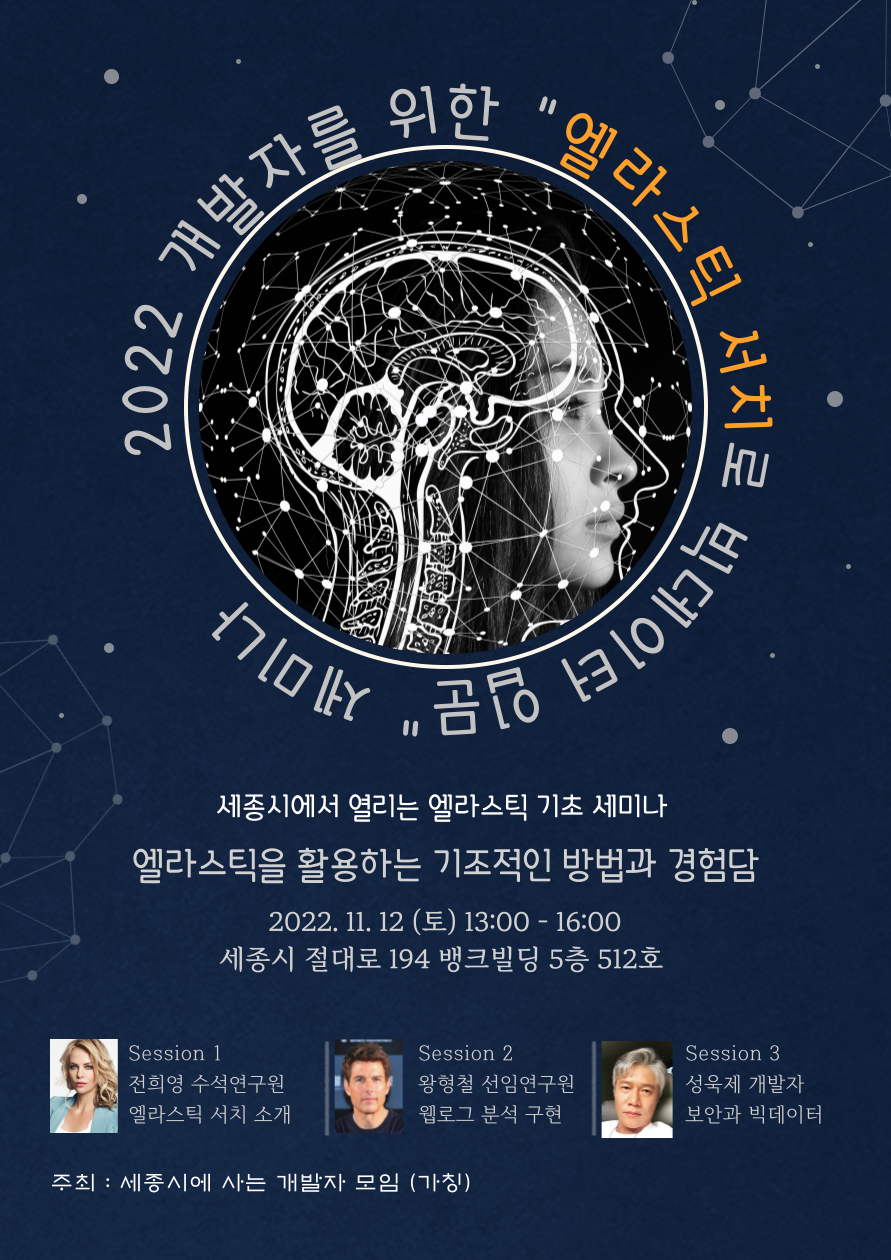 2022 개발자를 위한 "엘라스틱 서치로 빅데이터 입문" 세미나
세종시에서 열리는 엘라스틱 기초 세미나
엘라스틱을 활용하는 기초적인 방법과 경험담
2022. 11. 12 (토) 13:00 - 16:00
세종시 절대로 194 뱅크빌딩 5층 512호
Session 1
전희영 수석연구원
엘라스틱 서치 소개
Session 2
왕형철 선임연구원
웹로그 분석 구현
Session 3
성욱제 개발자
보안과 빅데이터
주최 : 세종시에 사는 개발자 모임 (가칭)